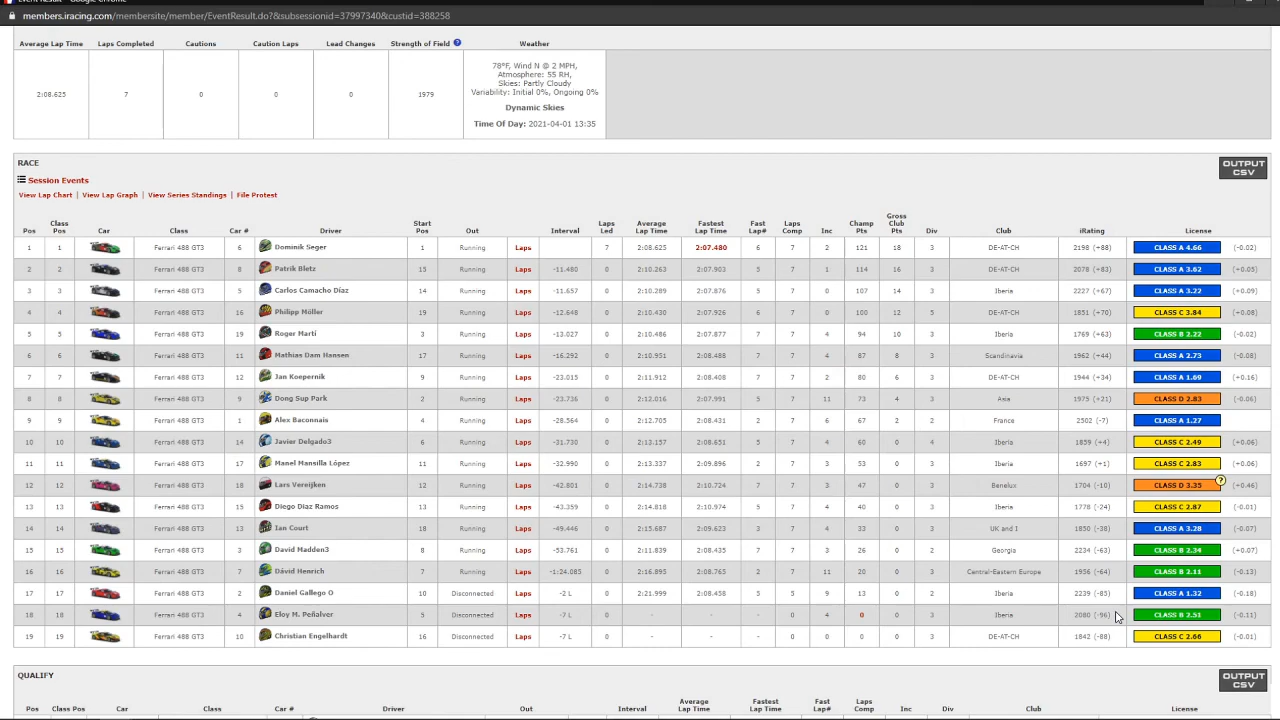 Event Result - Google Chrome
members.iracing.com/membersite/member/EventResult.do?&subsessionid=37997340&custid=388258
Average Lap Time Laps Completed Cautions Caution Laps Lead Changes Strength of Field ? Weather
2:08.625 7 0 0 0 1979
78°F, Wind N @ 2 MPH,
Atmosphere: 55 RH,
Skies: Partly Cloudy
Variability: Initial 0%, Ongoing 0%
Dynamic Skies
Time Of Day: 2021-04-01 13:35
RACE
OUTPUT
CSV
Session Events
View Lap Chart | View Lap Graph | View Series Standings | File Protest
Pos Class Pos Car Class Car # Driver Start Pos Out Interval Laps Led Average Lap Time Fastest Lap Time Fast Lap# Laps Comp Inc Champ Pts Gross Club Pts Div Club iRating License
1 1 Ferrari 488 GT3 6 Dominik Seger 1 Running Laps 7 2:08.625 2:07.480 6 7 2 121 18 3 DE-AT-CH 2198 (+88) CLASS A 4.66 (-0.02)
2 2 Ferrari 488 GT3 8 Patrik Bletz 15 Running Laps -11.480 0 2:10.263 2:07.903 5 7 1 114 16 3 DE-AT-CH 2078 (+83) CLASS A 3.62 (+0.05)
3 3 Ferrari 488 GT3 5 Carlos Camacho Díaz 14 Running Laps -11.657 0 2:10.289 2:07.876 5 7 0 107 14 3 Iberia 2227 (+67) CLASS A 3.22 (+0.09)
4 4 Ferrari 488 GT3 16 Philipp Möller 19 Running Laps -12.648 0 2:10.430 2:07.926 6 7 0 100 12 5 DE-AT-CH 1851 (+70) CLASS C 3.84 (+0.08)
5 5 Ferrari 488 GT3 19 Roger Martí 3 Running Laps -13.027 0 2:10.486 2:07.877 7 7 4 94 10 3 Iberia 1769 (+63) CLASS B 2.22 (-0.02)
6 6 Ferrari 488 GT3 11 Mathias Dam Hansen 17 Running Laps -16.292 0 2:10.951 2:08.488 7 7 4 87 8 3 Scandinavia 1962 (+44) CLASS A 2.73 (-0.08)
7 7 Ferrari 488 GT3 12 Jan Koepernik 9 Running Laps -23.015 0 2:11.912 2:08.408 7 7 2 80 6 3 DE-AT-CH 1944 (+34) CLASS A 1.69 (+0.16)
8 8 Ferrari 488 GT3 9 Dong Sup Park 2 Running Laps -23.736 0 2:12.016 2:07.991 5 7 11 73 4 3 Asia 1975 (+21) CLASS D 2.83 (-0.06)
9 9 Ferrari 488 GT3 1 Alex Baconnais 4 Running Laps -28.564 0 2:12.705 2:08.431 7 7 6 67 3 France 2502 (-7) CLASS A 1.27 (-0.03)
10 10 Ferrari 488 GT3 14 Javier Delgado3 6 Running Laps -31.730 0 2:13.157 2:08.651 5 7 4 60 0 4 Iberia 1859 (+4) CLASS C 2.49 (+0.06)
11 11 Ferrari 488 GT3 17 Manel Mansilla López 11 Running Laps -32.990 0 2:13.337 2:09.896 2 7 3 53 0 3 Iberia 1697 (+1) CLASS C 2.83 (+0.06)
12 12 Ferrari 488 GT3 18 Lars Vereijken 12 Running Laps -42.801 0 2:14.738 2:10.724 7 7 3 47 0 3 Benelux 1704 (-10) CLASS D 3.35 ? (+0.46)
13 13 Ferrari 488 GT3 15 Diego Diaz Ramos 13 Running Laps -43.359 0 2:14.818 2:10.974 5 7 4 40 0 3 Iberia 1778 (-24) CLASS C 2.87 (-0.01)
14 14 Ferrari 488 GT3 13 Ian Court 18 Running Laps -49.446 0 2:15.687 2:09.623 3 7 4 33 0 3 UK and I 1850 (-38) CLASS A 3.28 (-0.07)
15 15 Ferrari 488 GT3 3 David Madden3 8 Running Laps -53.761 0 2:11.839 2:08.435 7 7 3 26 0 2 Georgia 2234 (-63) CLASS B 2.34 (+0.07)
16 16 Ferrari 488 GT3 7 Dávid Henrich 7 Running Laps -1:24.085 0 2:16.895 2:08.765 2 7 11 20 0 3 Central-Eastern Europe 1956 (-64) CLASS B 2.11 (-0.13)
17 17 Ferrari 488 GT3 2 Daniel Gallego O 10 Disconnected Laps -2 L 0 2:21.999 2:08.458 5 5 9 13 0 2 Iberia 2239 (-85) CLASS A 1.32 (-0.18)
18 18 Ferrari 488 GT3 4 Eloy M. Peñalver 5 Disconnected Laps -7 L 0 - - - 0 4 0 0 3 Iberia 2080 (-96) CLASS B 2.51 (-0.11)
19 19 Ferrari 488 GT3 10 Christian Engelhardt 16 Disconnected Laps -7 L 0 - - - 0 0 0 0 3 DE-AT-CH 1842 (-88) CLASS C 2.66 (-0.01)
QUALIFY
OUTPUT
CSV
Pos Class Pos Car Class Car # Driver Out Interval Average Lap Time Fastest Lap Time Fast Lap# Laps Comp Inc Div Club License